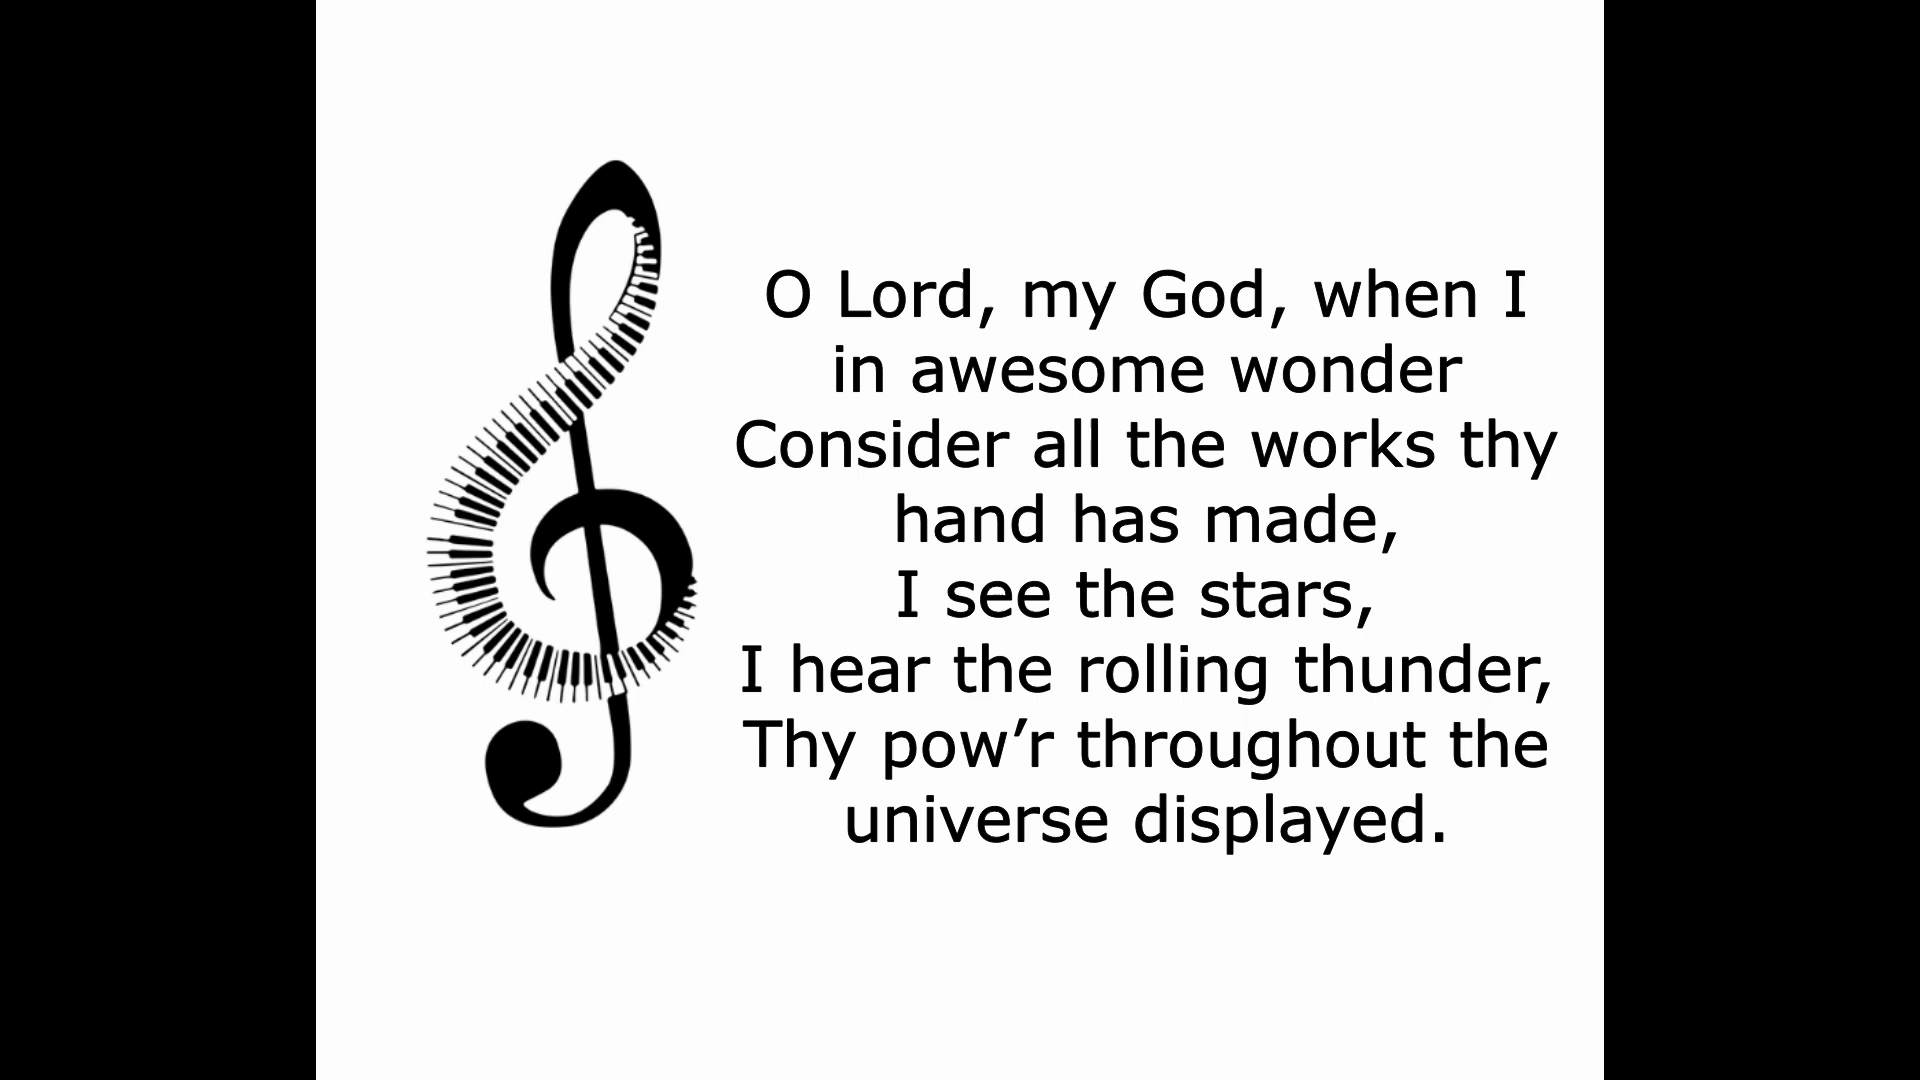 O Lord, my God, when I
in awesome wonder
Consider all the works thy
hand has made,
I see the stars,
I hear the rolling thunder,
Thy pow’r throughout the
universe displayed.